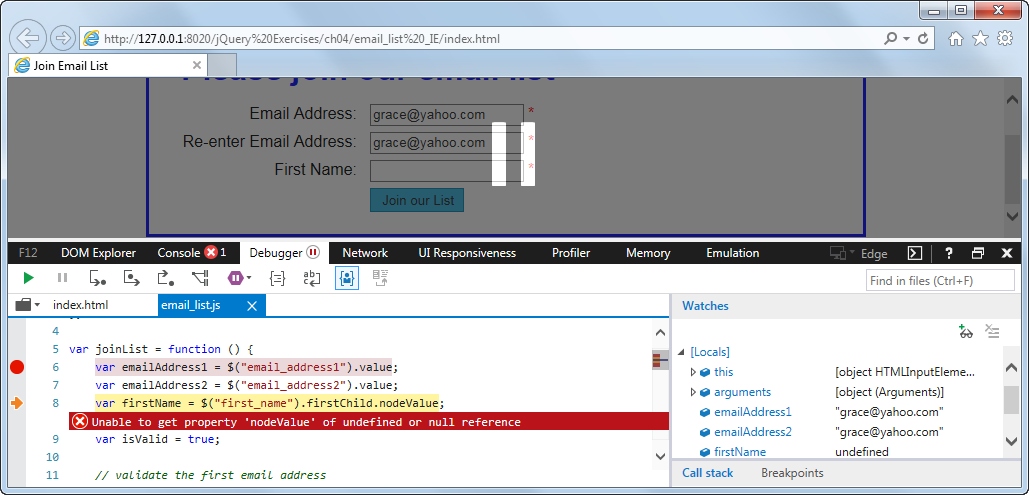 http://127.0.0.1:8020/jQuery%20Exercises/ch04/email_list%20_IE/index.html
Join Email List
Please join our email list
Email Address: grace@yahoo.com *
Re-enter Email Address: grace@yahoo.com *
First Name: *
Join our List
F12 DOM Explorer Console 1 Debugger Network UI Responsiveness Profiler Memory Emulation Edge ?
Find in files (Ctrl+F)
index.html email_list.js
Watches
4
5 var joinList = function () {
6 var emailAddress1 = $("email_address1").value;
7 var emailAddress2 = $("email_address2").value;
8 var firstName = $("first_name").firstChild.nodeValue;
Unable to get property 'nodeValue' of undefined or null reference
9 var isValid = true;
10
11 // validate the first email address
[Locals]
this [object HTMLInputEleme...
arguments [object (Arguments)]
emailAddress1 "grace@yahoo.com"
emailAddress2 "grace@yahoo.com"
firstName undefined
Call stack Breakpoints